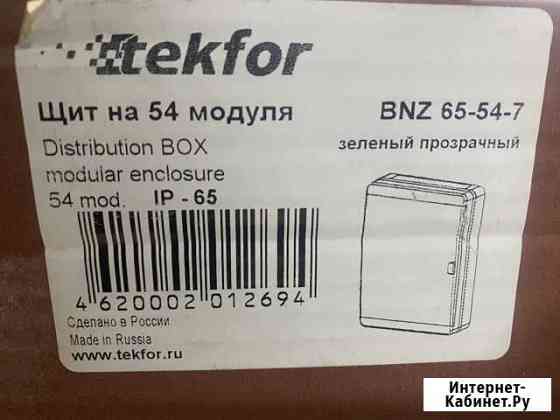 tekfor
Щит на 54 модуля
BNZ 65-54-7
Distribution BOX
зеленый прозрачный
modular enclosure
54 mod. IP - 65
4 620002 012694
Сделано в России
Made in Russia
www.tekfor.ru
Интернет-
Кабинет.Ру